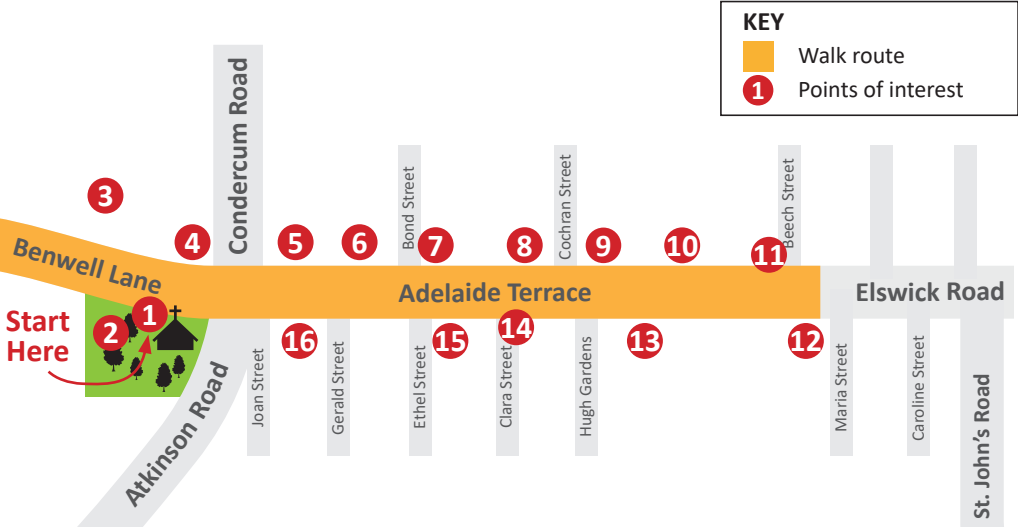 KEY
Walk route
1 Points of interest
Condercum Road
3
4
5
6
Bond Street
7
8
Cochran Street
9
10
11
Beech Street
Benwell Lane
Adelaide Terrace
Elswick Road
Start
Here
1
2
16
15
14
13
12
Atkinson Road
Joan Street
Gerald Street
Ethel Street
Clara Street
Hugh Gardens
Maria Street
Caroline Street
St. John's Road